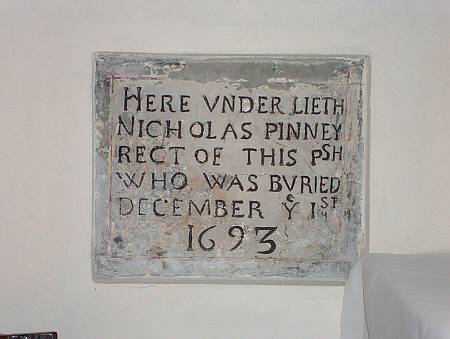 HERE VNDER LIETH
NICHOLAS PINNEY
RECT OF THIS PSH
WHO WAS BVRIED
DECEMBER Ye 1ST
1693